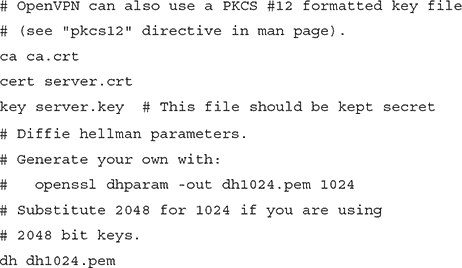 # OpenVPN can also use a PKCS #12 formatted key file
# (see "pkcs12" directive in man page).
ca ca.crt
cert server.crt
key server.key  # This file should be kept secret
# Diffie hellman parameters.
# Generate your own with:
#   openssl dhparam -out dh1024.pem 1024
# Substitute 2048 for 1024 if you are using
# 2048 bit keys.
dh dh1024.pem